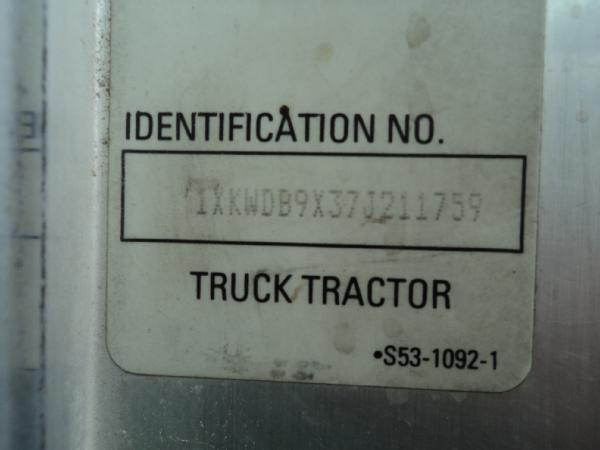 IDENTIFICATION NO.
1XKWDB9X37J211759
TRUCK TRACTOR
•S53-1092-1